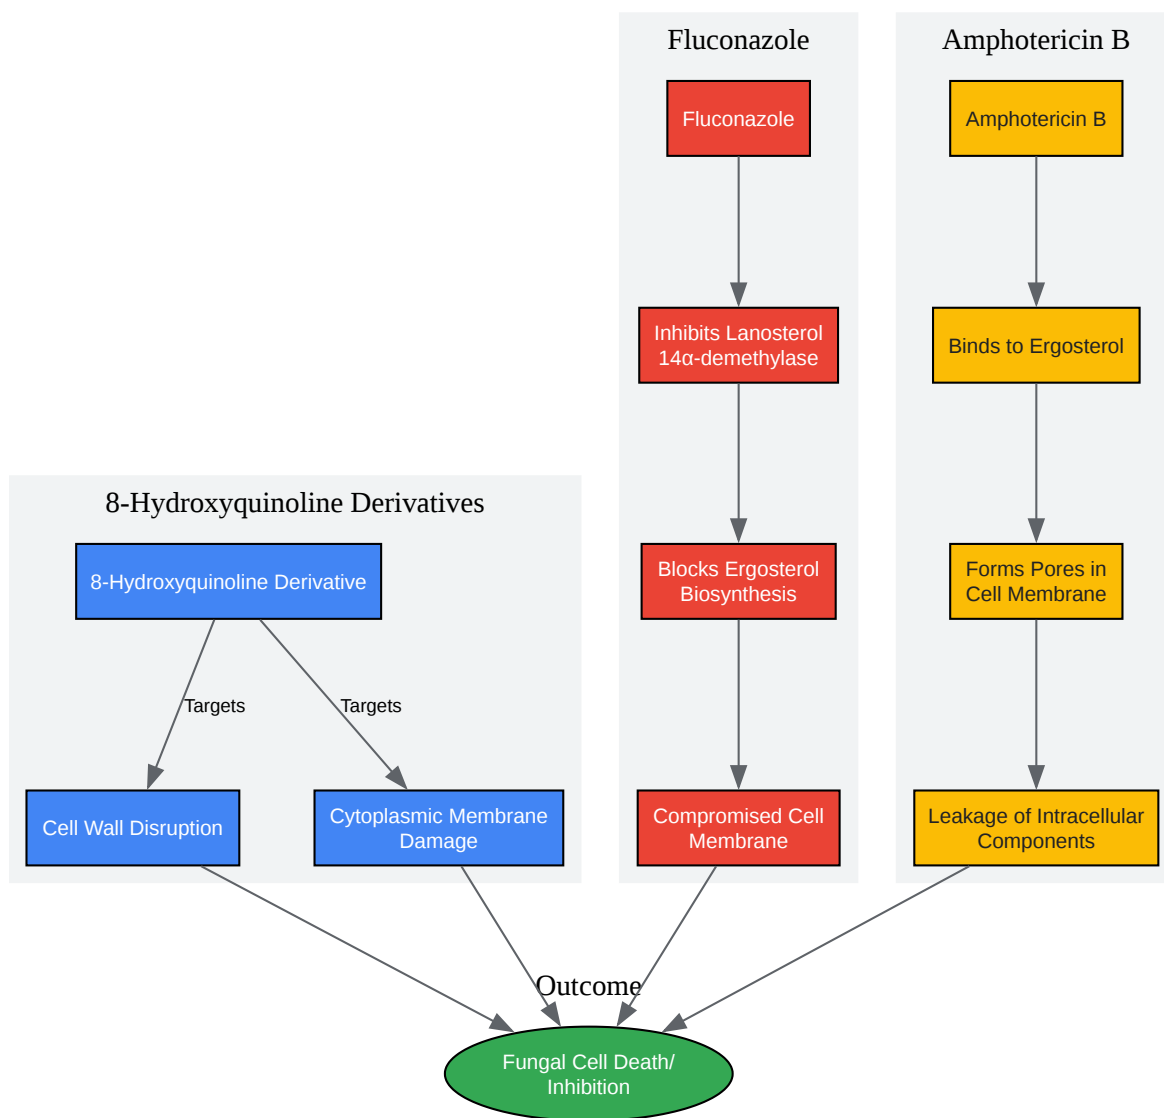 Fluconazole
Amphotericin B
Fluconazole
Amphotericin B
Inhibits Lanosterol
14α-demethylase
Binds to Ergosterol
8-Hydroxyquinoline Derivatives
8-Hydroxyquinoline Derivative
Blocks Ergosterol
Biosynthesis
Forms Pores in
Cell Membrane
Targets
Targets
Cell Wall Disruption
Cytoplasmic Membrane
Damage
Compromised Cell
Membrane
Leakage of Intracellular
Components
Outcome
Fungal Cell Death/
Inhibition